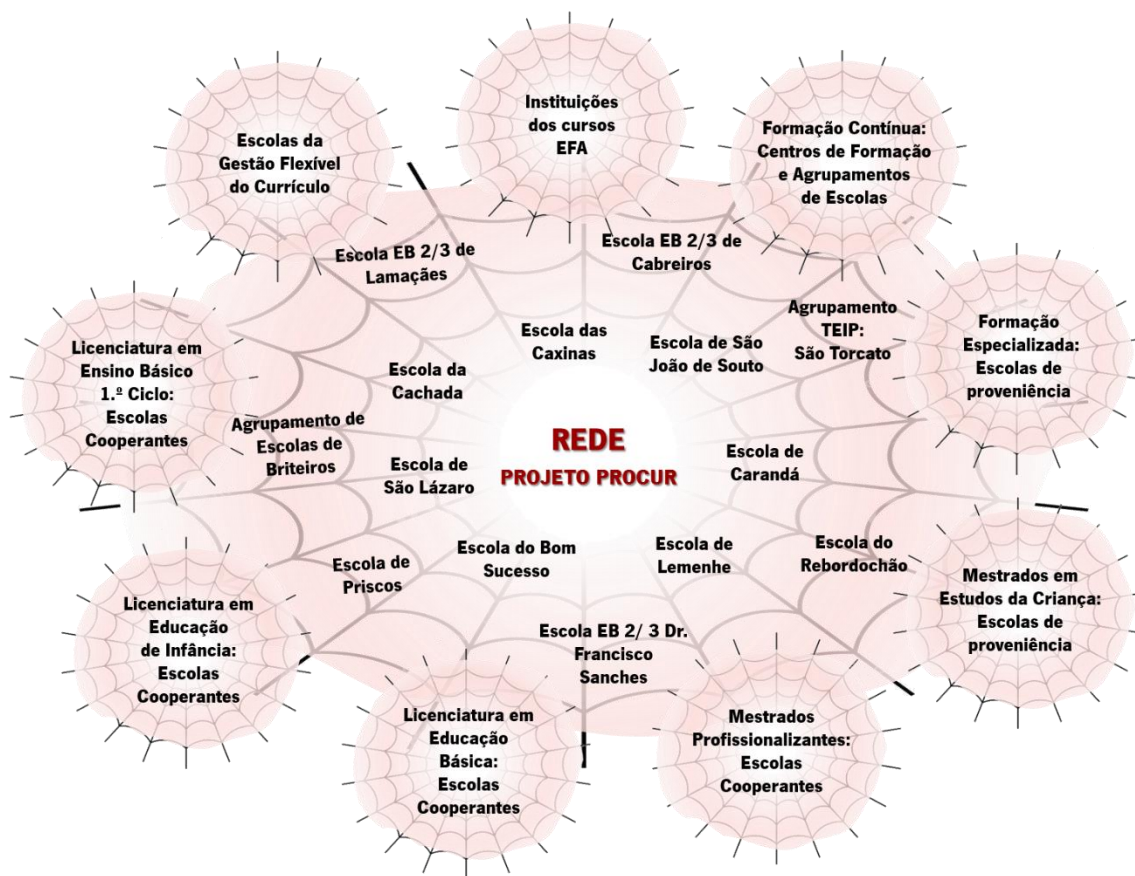 Instituições
dos cursos
EFA
Escolas da
Gestão Flexível
do Currículo
Formação Contínua:
Centros de Formação
e Agrupamentos
de Escolas
Escola EB 2/3 de
Lamaçães
Escola EB 2/3 de
Cabreiros
Agrupamento
TEIP:
São Torcato
Formação
Especializada:
Escolas de
proveniência
Licenciatura em
Ensino Básico
1.º Ciclo:
Escolas
Cooperantes
Escola das
Caxinas
Escola de São
João de Souto
Escola da
Cachada
Agrupamento de
Escolas de
Briteiros
Escola de
São Lázaro
REDE
PROJETO PROCUR
Escola de
Carandá
Escola de
Priscos
Escola do Bom
Sucesso
Escola de
Lemenhe
Escola do
Rebordochão
Mestrados em
Estudos da Criança:
Escolas de
proveniência
Licenciatura em
Educação
de Infância:
Escolas
Cooperantes
Escola EB 2/ 3 Dr.
Francisco
Sanches
Licenciatura em
Educação
Básica:
Escolas
Cooperantes
Mestrados
Profissionalizantes:
Escolas
Cooperantes